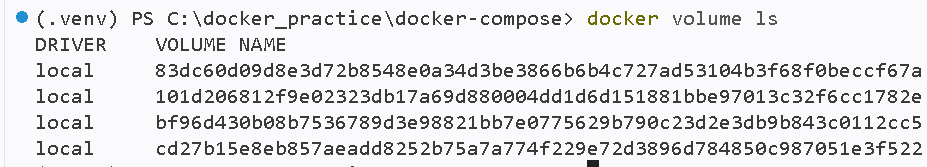 (.venv) PS C:\docker_practice\docker-compose> docker volume ls
DRIVER    VOLUME NAME
local     83dc60d09d8e3d72b8548e0a34d3be3866b6b4c727ad53104b3f68f0beccf67a
local     101d206812f9e02323db17a69d880004dd1d6d151881bbe97013c32f6cc1782e
local     bf96d430b08b7536789d3e98821bb7e0775629b790c23d2e3db9b843c0112cc5
local     cd27b15e8eb857aeadd8252b75a7a774f229e72d3896d784850c987051e3f522